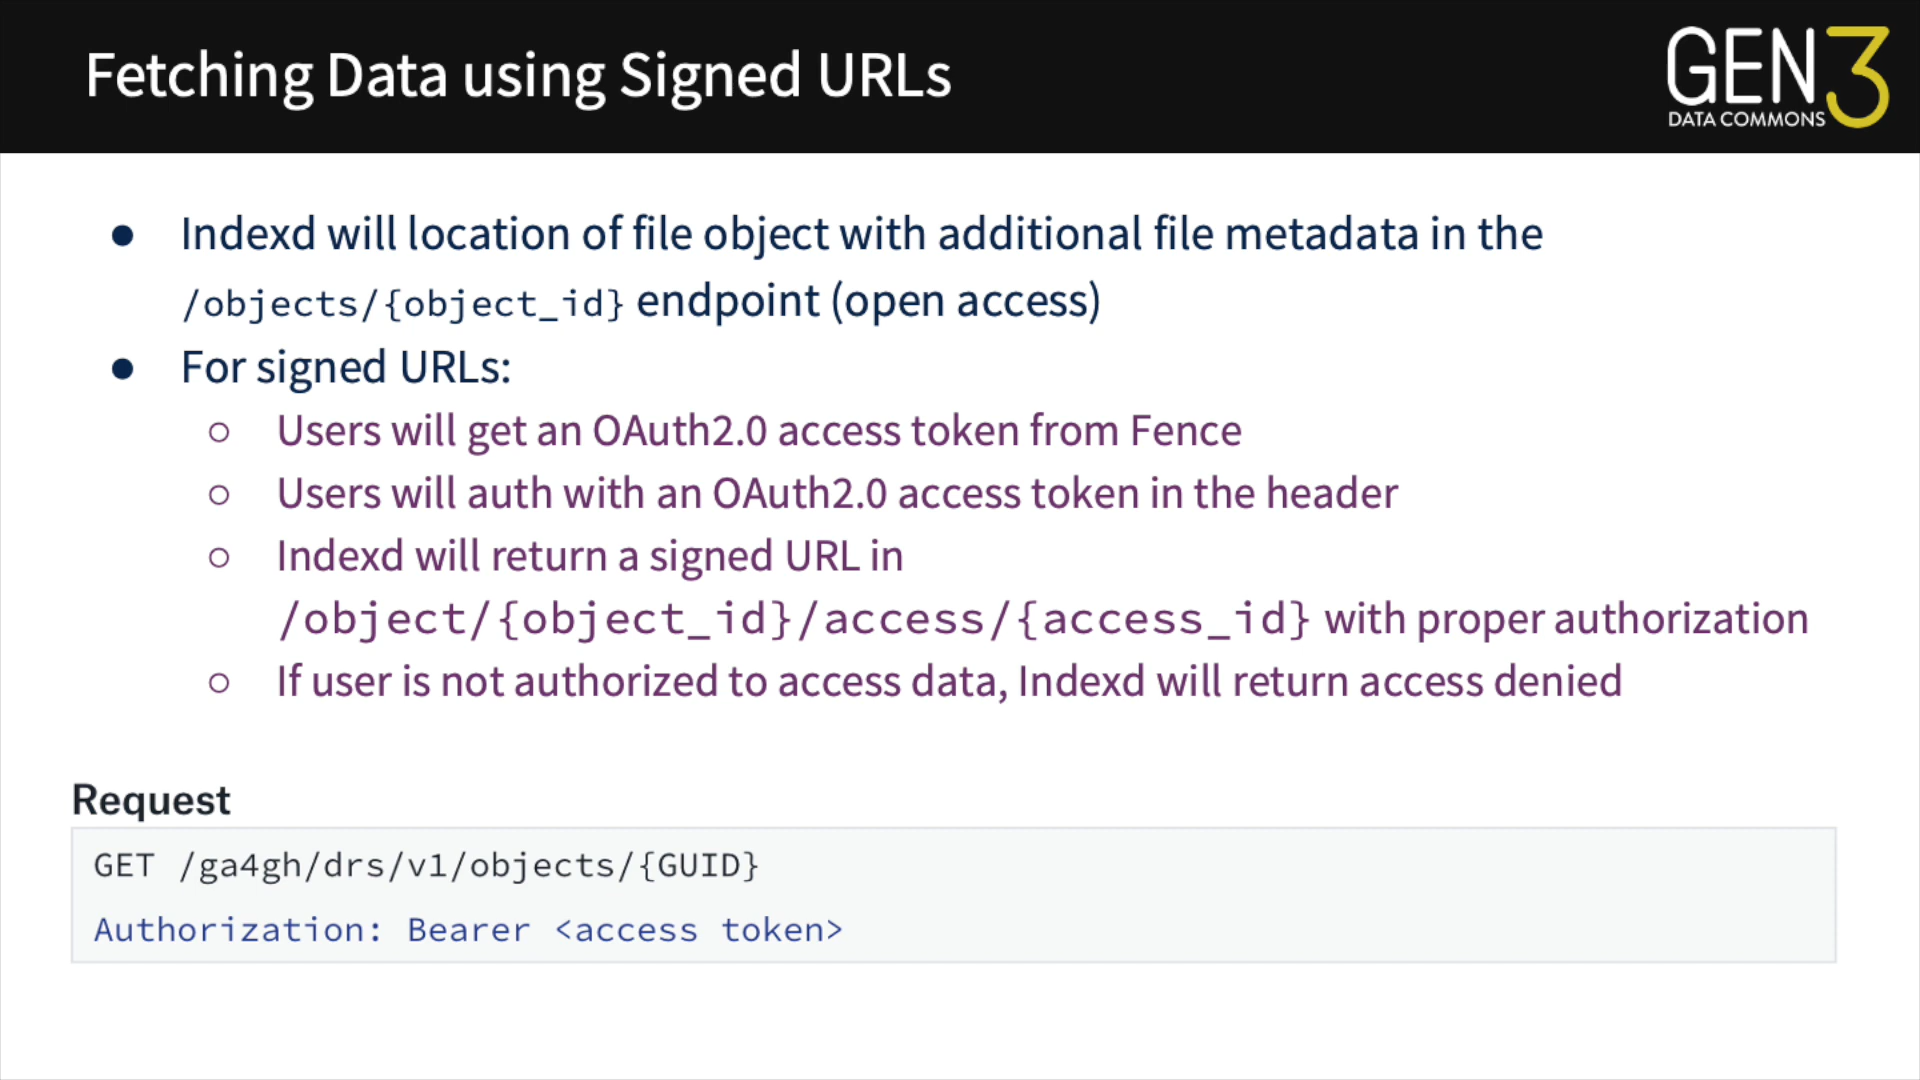 Fetching Data using Signed URLs
GEN3
DATA COMMONS
● Indexd will location of file object with additional file metadata in the
/objects/{object_id} endpoint (open access)
● For signed URLs:
○ Users will get an OAuth2.0 access token from Fence
○ Users will auth with an OAuth2.0 access token in the header
○ Indexd will return a signed URL in
/object/{object_id}/access/{access_id} with proper authorization
○ If user is not authorized to access data, Indexd will return access denied
Request
GET /ga4gh/drs/v1/objects/{GUID}
Authorization: Bearer <access token>